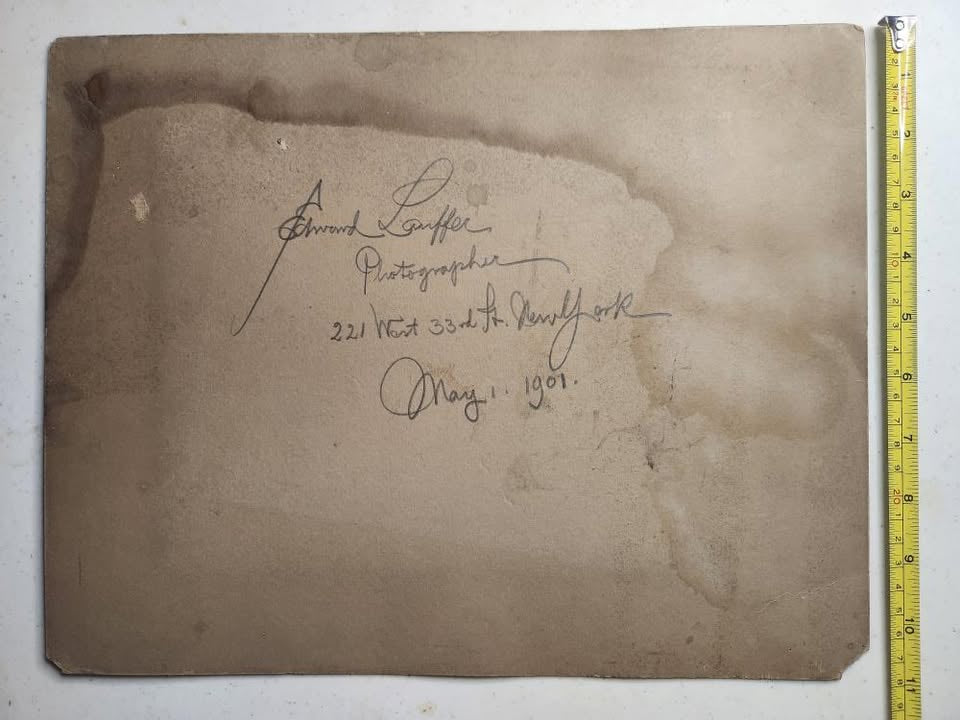 Edward Lauffer
Photographer
221 West 33rd St. New York
May 1. 1901.